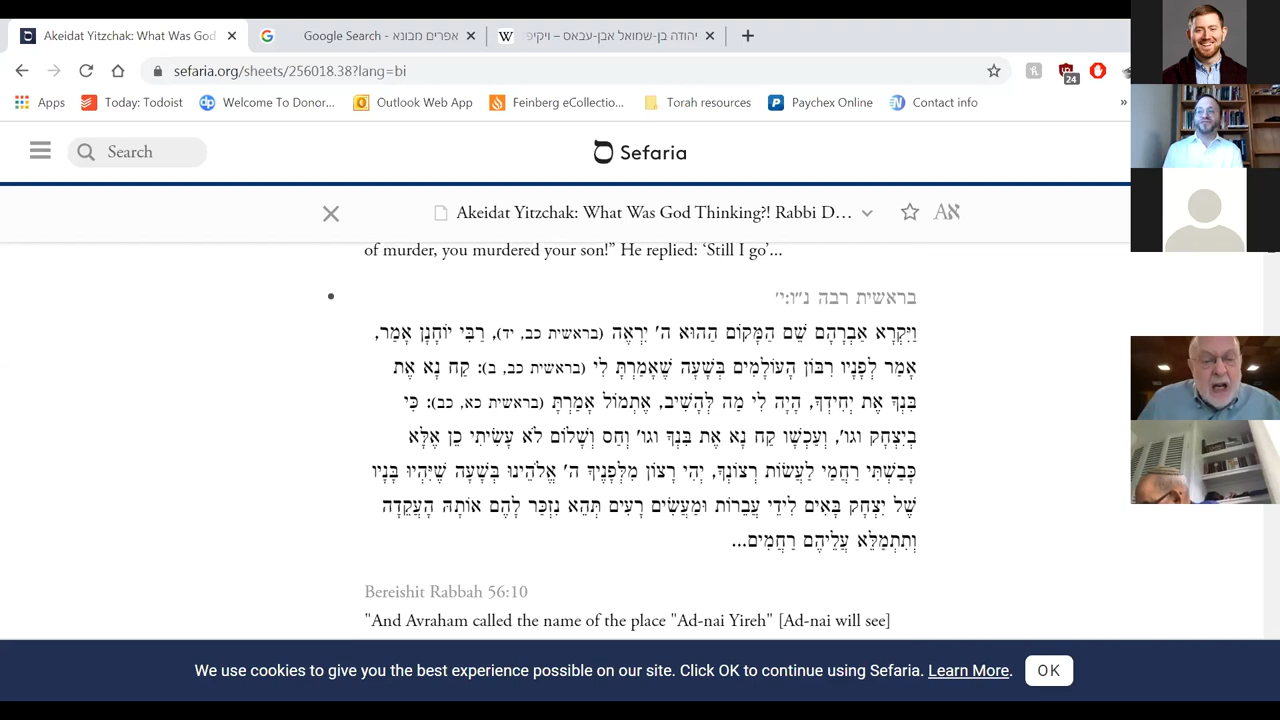 Akeidat Yitzchak: What Was God
Google Search - אפרים מבונא
יהודה בן-שמואל אבן-עבאס – ויקיפ
sefaria.org/sheets/256018.38?lang=bi
24
Apps
Today: Todoist
Welcome To Donor...
Outlook Web App
Feinberg eCollectio...
Torah resources
Paychex Online
Contact info
»
Search
Sefaria
Akeidat Yitzchak: What Was God Thinking?! Rabbi D…
Aא
of murder, you murdered your son!” He replied: ‘Still I go’...
בראשית רבה נ״ו:י׳
וַיִּקְרָא אַבְרָהָם שֵׁם הַמָּקוֹם הַהוּא ה' יִרְאֶה (בראשית כב, יד), רַבִּי יוֹחָנָן אָמַר,
אָמַר לְפָנָיו רִבּוֹן הָעוֹלָמִים בְּשָׁעָה שֶׁאָמַרְתָּ לִי (בראשית כב, ב): קַח נָא אֶת
בִּנְךָ אֶת יְחִידְךָ, הָיָה לִי מַה לְּהָשִׁיב, אֶתְמוֹל אָמַרְתָּ (בראשית כא, כב): כִּי
בְיִצְחָק וגו', וְעַכְשָׁו קַח נָא אֶת בִּנְךָ וגו' וְחַס וְשָׁלוֹם לֹא עָשִׂיתִי כֵן אֶלָּא
כָּבַשְׁתִּי רַחֲמַי לַעֲשׂוֹת רְצוֹנְךָ, יְהִי רָצוֹן מִלְּפָנֶיךָ ה' אֱלֹהֵינוּ בְּשָׁעָה שֶׁיִּהְיוּ בָּנָיו
שֶׁל יִצְחָק בָּאִים לִידֵי עֲבֵרוֹת וּמַעֲשִׂים רָעִים תְּהֵא נִזְכַּר לָהֶם אוֹתָהּ הָעֲקֵדָה
וְתִתְמַלֵּא עֲלֵיהֶם רַחֲמִים...
Bereishit Rabbah 56:10
"And Avraham called the name of the place "Ad-nai Yireh" [Ad-nai will see]
We use cookies to give you the best experience possible on our site. Click OK to continue using Sefaria. Learn More.
OK